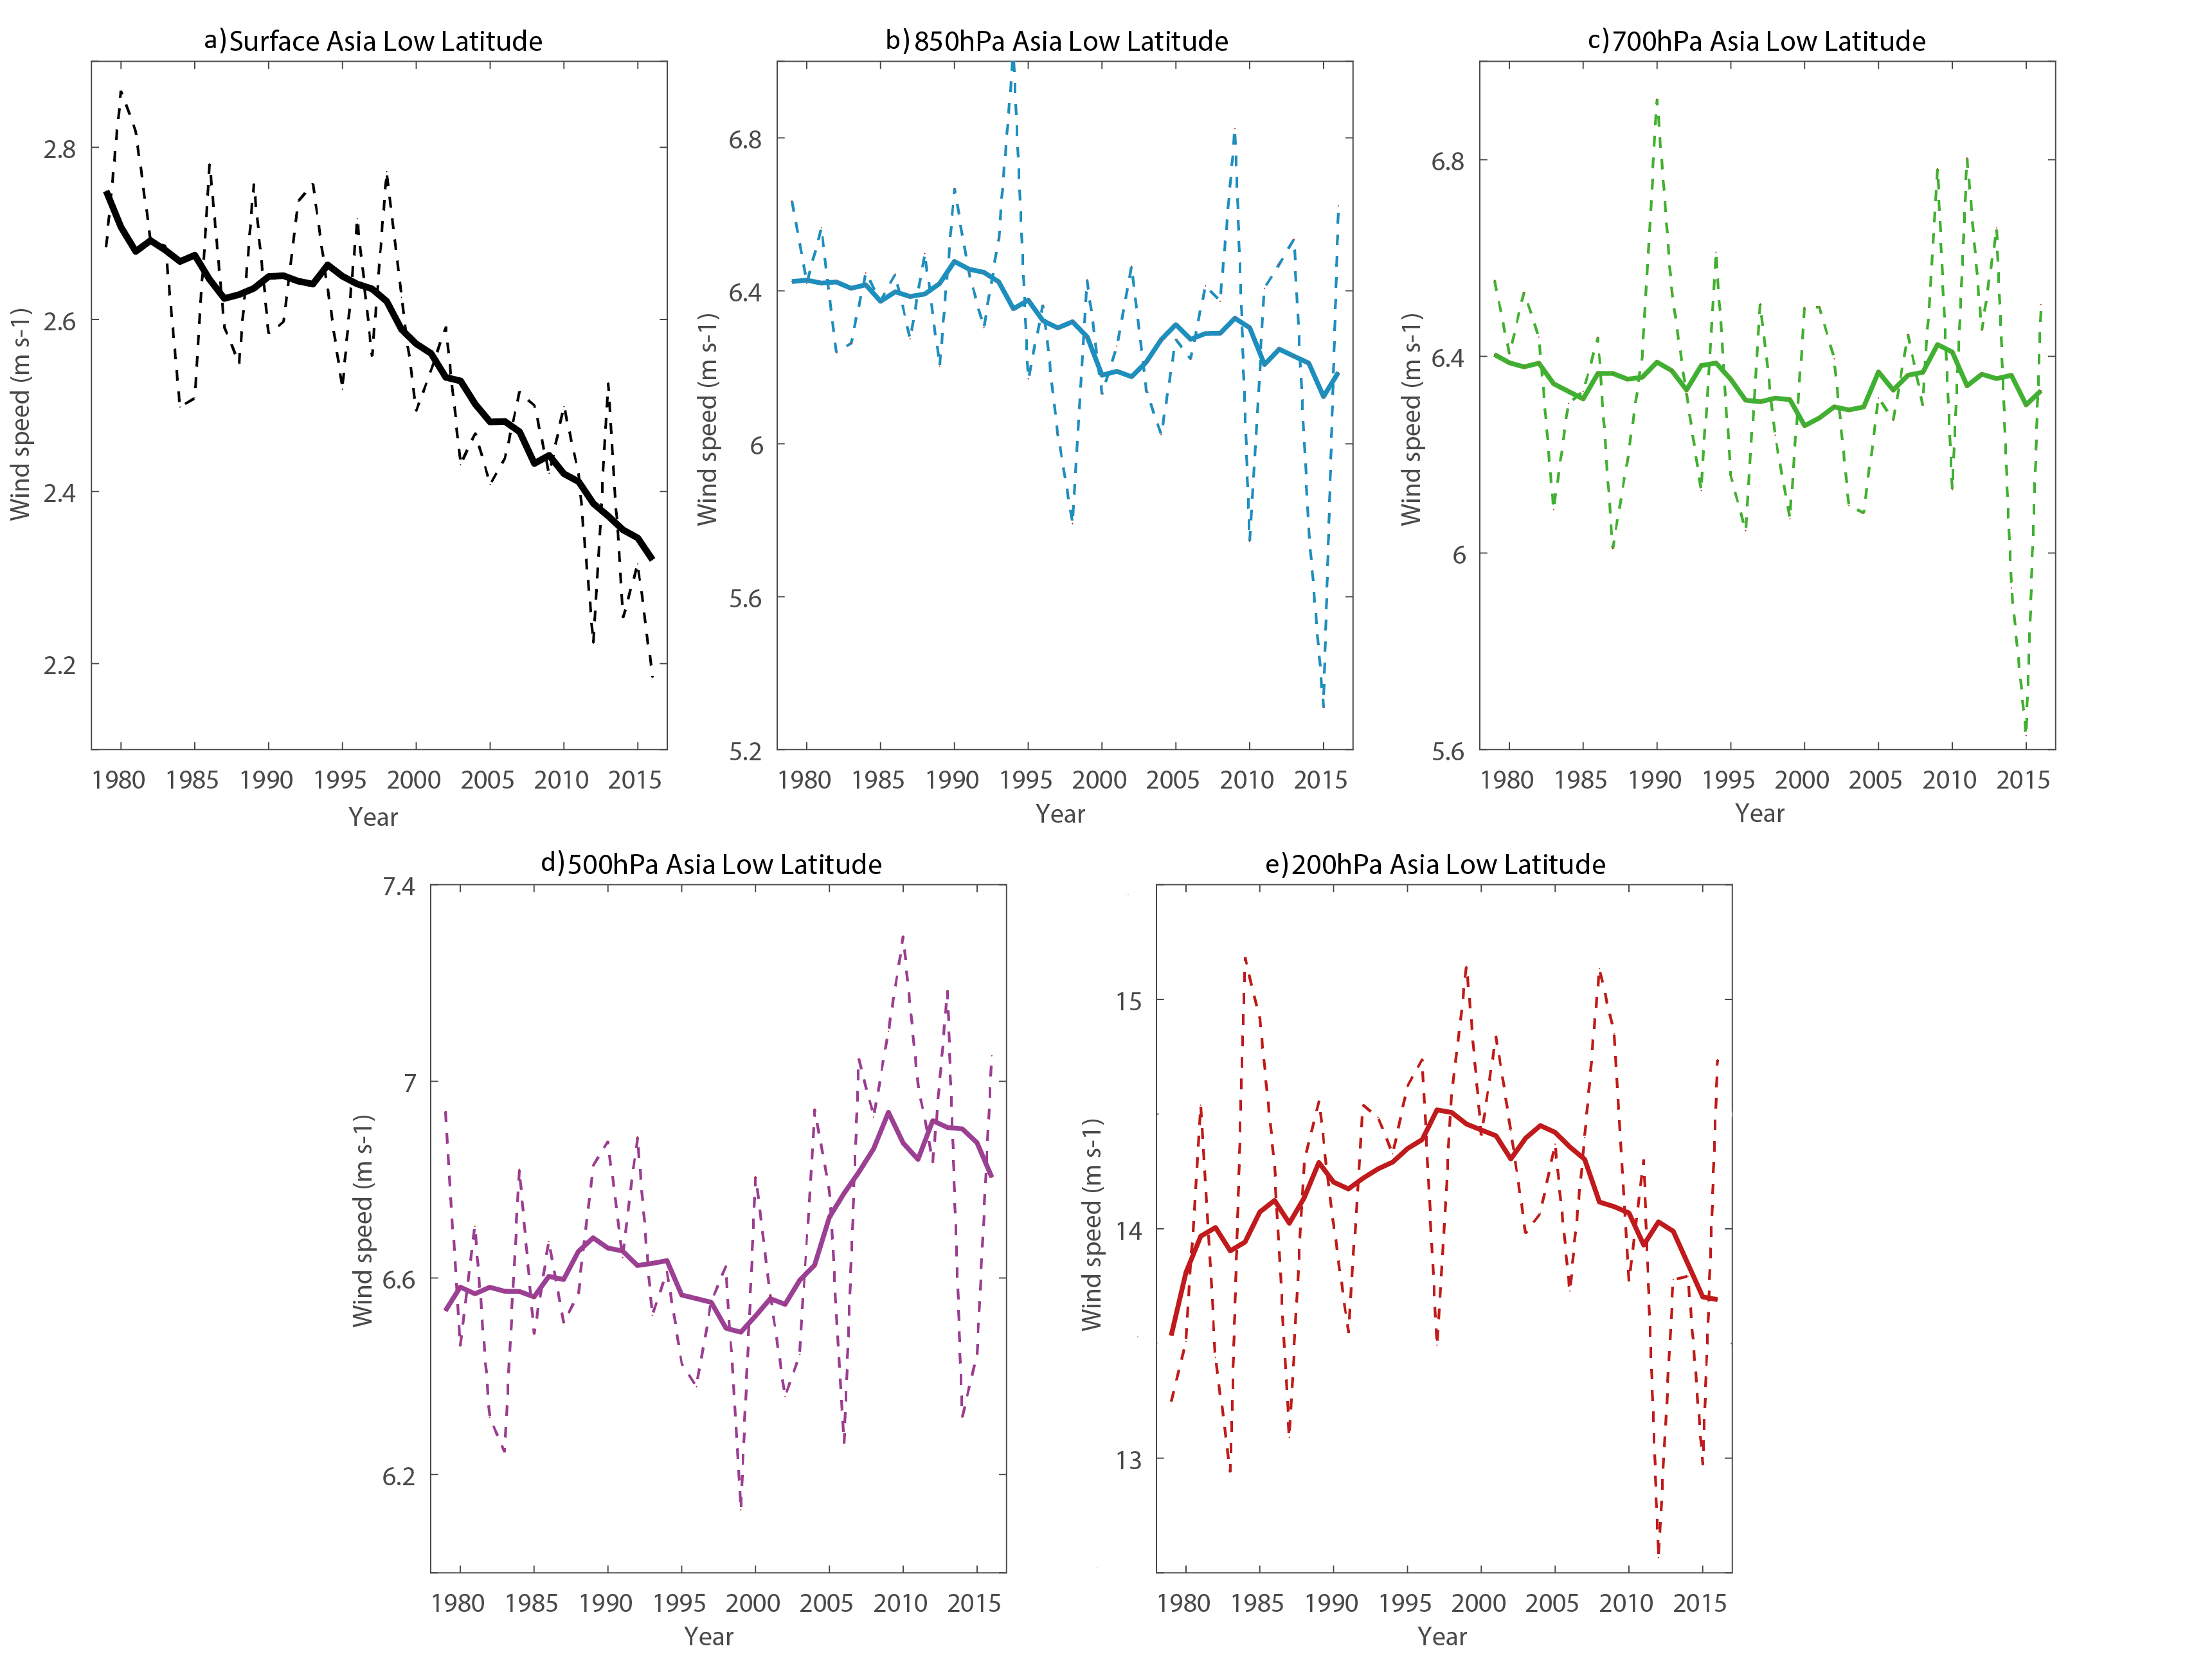 a)Surface Asia Low Latitude
Wind speed (m s-1)
2.8
2.6
2.4
2.2
1980 1985 1990 1995 2000 2005 2010 2015
Year
b)850hPa Asia Low Latitude
Wind speed (m s-1)
6.8
6.4
6
5.6
5.2
1980 1985 1990 1995 2000 2005 2010 2015
Year
c)700hPa Asia Low Latitude
Wind speed (m s-1)
6.8
6.4
6
5.6
1980 1985 1990 1995 2000 2005 2010 2015
Year
d)500hPa Asia Low Latitude
Wind speed (m s-1)
7.4
7
6.6
6.2
1980 1985 1990 1995 2000 2005 2010 2015
Year
e)200hPa Asia Low Latitude
Wind speed (m s-1)
15
14
13
1980 1985 1990 1995 2000 2005 2010 2015
Year